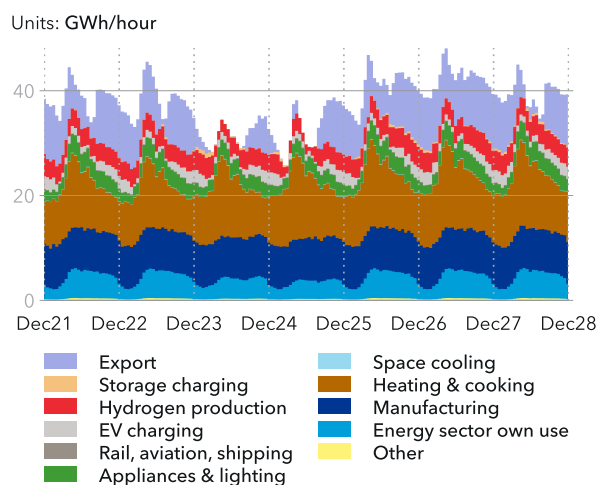 Units: GWh/hour
40
20
0
Dec21 Dec22 Dec23 Dec24 Dec25 Dec26 Dec27 Dec28
Export
Storage charging
Hydrogen production
EV charging
Rail, aviation, shipping
Appliances & lighting
Space cooling
Heating & cooking
Manufacturing
Energy sector own use
Other